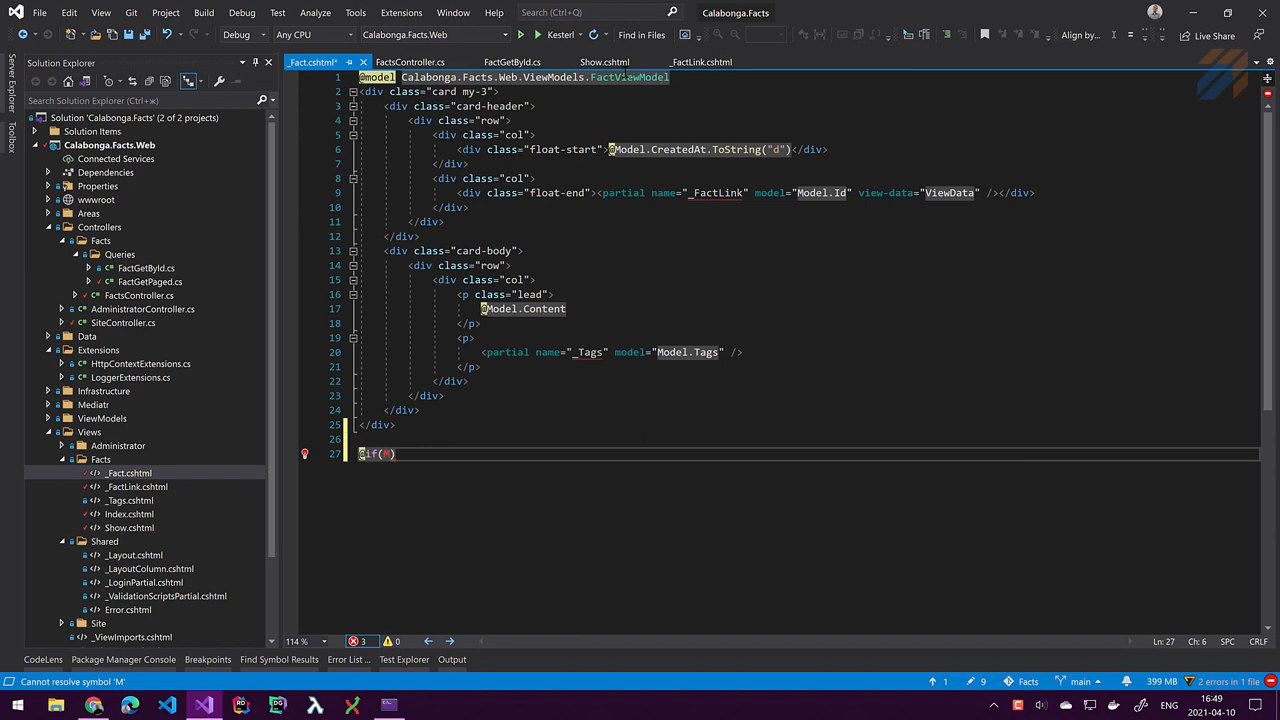 File Edit View Git Project Build Debug Test Analyze Tools Extensions Window Help Search (Ctrl+Q) Calabonga.Facts
Debug Any CPU Calabonga.Facts.Web Kesterl Find in Files Align by... Live Share
Server Explorer
Toolbox
Solution Explorer
Search Solution Explorer (Ctrl+;)
Solution 'Calabonga.Facts' (2 of 2 projects)
Solution Items
Calabonga.Facts.Web
Connected Services
Dependencies
Properties
wwwroot
Areas
Controllers
Facts
Queries
FactGetById.cs
FactGetPaged.cs
FactsController.cs
AdministratorController.cs
SiteController.cs
Data
Extensions
HttpContextExtensions.cs
LoggerExtensions.cs
Infrastructure
Mediatr
ViewModels
Views
Administrator
Facts
_Fact.cshtml
_FactLink.cshtml
_Tags.cshtml
Index.cshtml
Show.cshtml
Shared
_Layout.cshtml
_LayoutColumn.cshtml
_LoginPartial.cshtml
_ValidationScriptsPartial.cshtml
Error.cshtml
Site
_ViewImports.cshtml
_Fact.cshtml* FactsController.cs FactGetById.cs Show.cshtml _FactLink.cshtml
1 @model Calabonga.Facts.Web.ViewModels.FactViewModel
2 <div class="card my-3">
3 <div class="card-header">
4 <div class="row">
5 <div class="col">
6 <div class="float-start">@Model.CreatedAt.ToString("d")</div>
7 </div>
8 <div class="col">
9 <div class="float-end"><partial name="_FactLink" model="Model.Id" view-data="ViewData" /></div>
10 </div>
11 </div>
12 </div>
13 <div class="card-body">
14 <div class="row">
15 <div class="col">
16 <p class="lead">
17 @Model.Content
18 </p>
19 <p>
20 <partial name="_Tags" model="Model.Tags" />
21 </p>
22 </div>
23 </div>
24 </div>
25 </div>
26
27 @if(M)
114 % 3 0 Ln: 27 Ch: 6 SPC CRLF
CodeLens Package Manager Console Breakpoints Find Symbol Results Error List ... Test Explorer Output
Cannot resolve symbol 'M' 1 9 Facts main 399 MB 2 errors in 1 file
ENG 16:49
2021-04-10